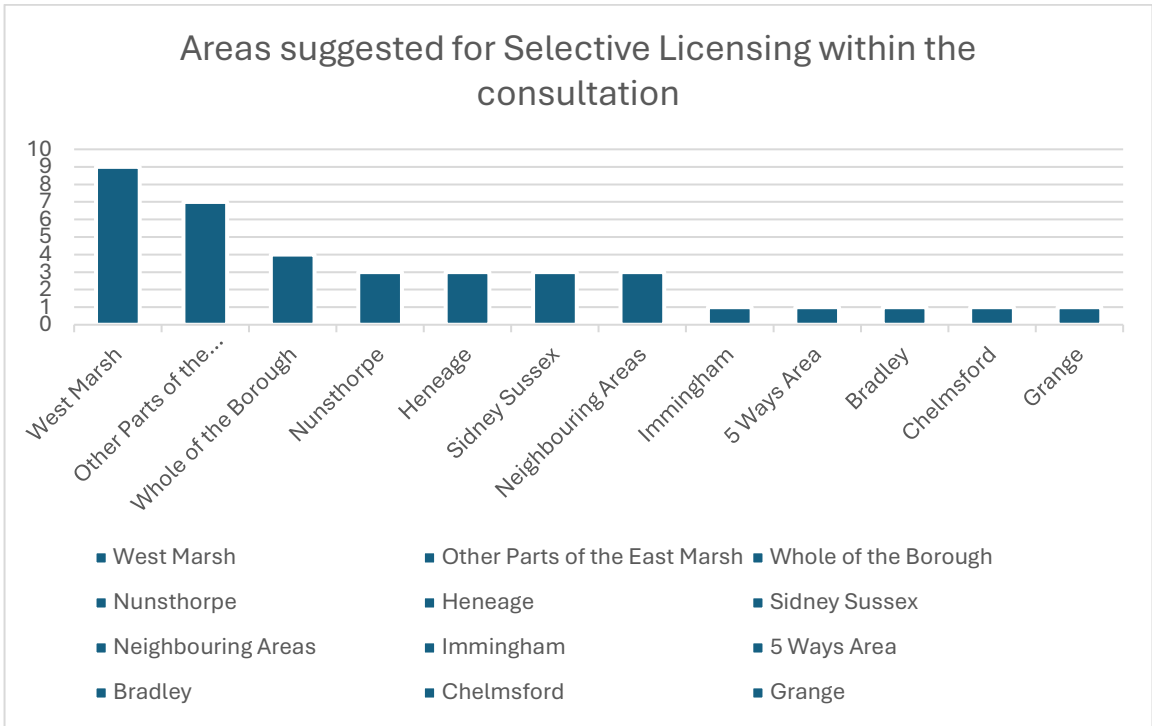 Areas suggested for Selective Licensing within the
consultation
10
9
8
7
6
5
4
3
2
1
0
West Marsh
Other Parts of the...
Whole of the Borough
Nunsthorpe
Heneage
Sidney Sussex
Neighbouring Areas
Immingham
5 Ways Area
Bradley
Chelmsford
Grange
West Marsh Other Parts of the East Marsh Whole of the Borough
Nunsthorpe Heneage Sidney Sussex
Neighbouring Areas Immingham 5 Ways Area
Bradley Chelmsford Grange